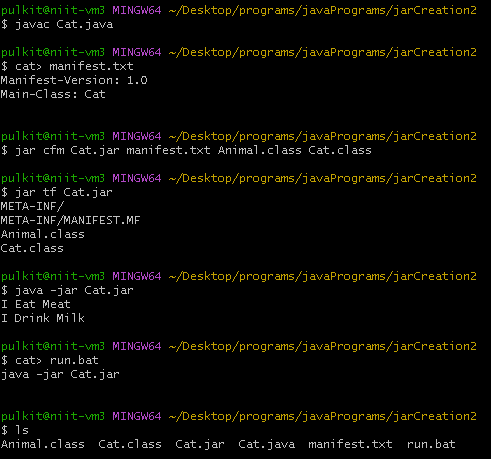 pulkit@niit-vm3 MINGW64 ~/Desktop/programs/javaPrograms/jarCreation2
$ javac Cat.java
pulkit@niit-vm3 MINGW64 ~/Desktop/programs/javaPrograms/jarCreation2
$ cat> manifest.txt
Manifest-Version: 1.0
Main-Class: Cat
pulkit@niit-vm3 MINGW64 ~/Desktop/programs/javaPrograms/jarCreation2
$ jar cfm Cat.jar manifest.txt Animal.class Cat.class
pulkit@niit-vm3 MINGW64 ~/Desktop/programs/javaPrograms/jarCreation2
$ jar tf Cat.jar
META-INF/
META-INF/MANIFEST.MF
Animal.class
Cat.class
pulkit@niit-vm3 MINGW64 ~/Desktop/programs/javaPrograms/jarCreation2
$ java -jar Cat.jar
I Eat Meat
I Drink Milk
pulkit@niit-vm3 MINGW64 ~/Desktop/programs/javaPrograms/jarCreation2
$ cat> run.bat
java -jar Cat.jar
pulkit@niit-vm3 MINGW64 ~/Desktop/programs/javaPrograms/jarCreation2
$ ls
Animal.class  Cat.class  Cat.jar  Cat.java  manifest.txt  run.bat